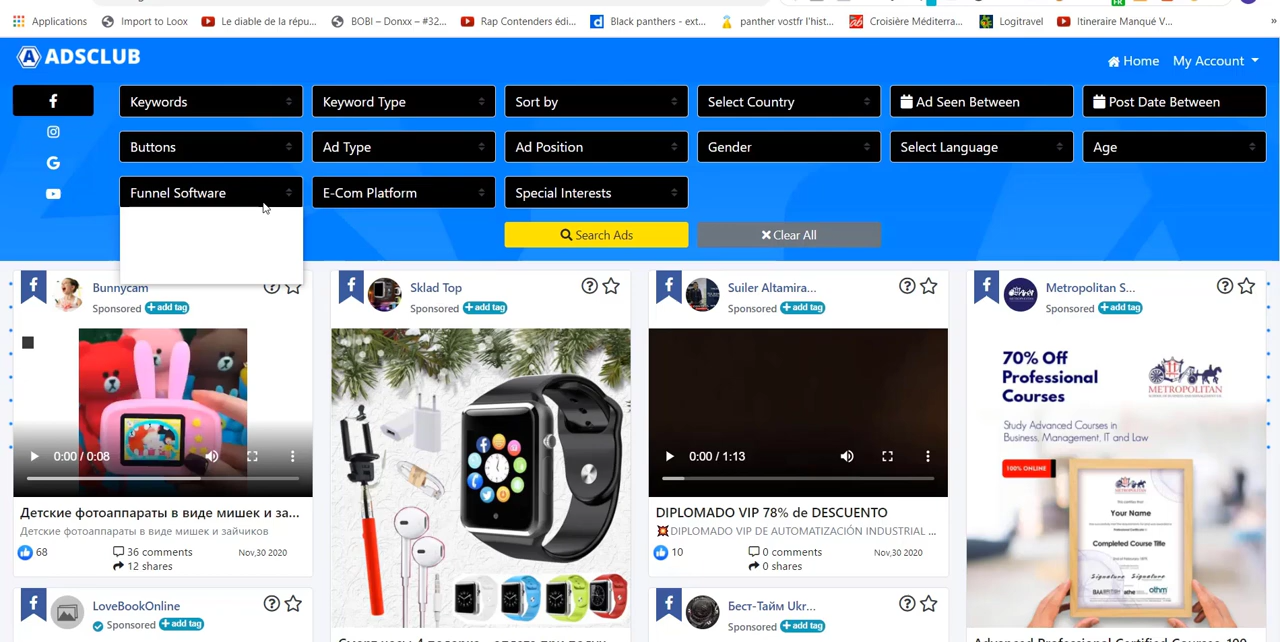 Applications Import to Loox Le diable de la répu... BOBI – Donxx – #32... Rap Contenders édi... Black panthers - ext... panther vostfr l'hist... Croisière Méditerra... Logitravel Itineraire Manqué V... »
ADSCLUB
Home My Account
Keywords Keyword Type Sort by Select Country Ad Seen Between Post Date Between
Buttons Ad Type Ad Position Gender Select Language Age
Funnel Software E-Com Platform Special Interests
Search Ads Clear All
Bunnycam
Sponsored + add tag
0:00 / 0:08
Детские фотоаппараты в виде мишек и за...
Детские фотоаппараты в виде мишек и зайчиков
68 36 comments Nov,30 2020
12 shares
LoveBookOnline
Sponsored + add tag
Sklad Top
Sponsored + add tag
Suiler Altamira...
Sponsored + add tag
0:00 / 1:13
DIPLOMADO VIP 78% de DESCUENTO
DIPLOMADO VIP DE AUTOMATIZACIÓN INDUSTRIAL ...
10 0 comments Nov,30 2020
0 shares
Бест-Тайм Ukr...
Sponsored + add tag
Metropolitan S...
Sponsored + add tag
70% Off
Professional
Courses
METROPOLITAN
Study Advanced Courses in
Business, Management, IT and Law
100% ONLINE
Your Name
Completed Course Title
Signature Signature